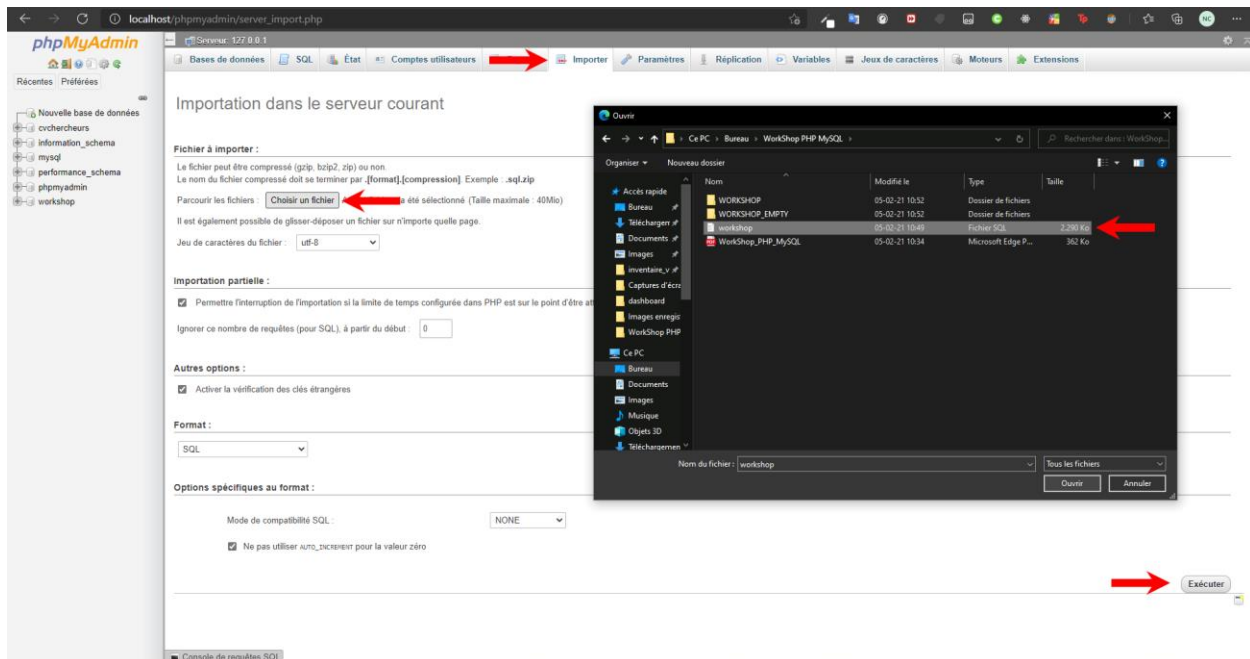 localhost/phpmyadmin/server_import.php
NC
phpMyAdmin
Récentes Préférées
Nouvelle base de données
cvchercheurs
information_schema
mysql
performance_schema
phpmyadmin
workshop
Serveur: 127.0.0.1
Bases de données SQL État Comptes utilisateurs Importer Paramètres Réplication Variables Jeux de caractères Moteurs Extensions
Importation dans le serveur courant
Fichier à importer :
Le fichier peut être compressé (gzip, bzip2, zip) ou non.
Le nom du fichier compressé doit se terminer par .[format].[compression]. Exemple : .sql.zip
Parcourir les fichiers : Choisir un fichier a été sélectionné (Taille maximale : 40Mio)
Il est également possible de glisser-déposer un fichier sur n'importe quelle page.
Jeu de caractères du fichier : utf-8
Importation partielle :
Permettre l'interruption de l'importation si la limite de temps configurée dans PHP est sur le point d'être at
Ignorer ce nombre de requêtes (pour SQL), à partir du début : 0
Autres options :
Activer la vérification des clés étrangères
Format :
SQL
Options spécifiques au format :
Mode de compatibilité SQL : NONE
Ne pas utiliser AUTO_INCREMENT pour la valeur zéro
Exécuter
Console de requêtes SQL
Ouvrir
Ce PC > Bureau > WorkShop PHP MySQL >
Rechercher dans : WorkShop...
Organiser Nouveau dossier
Accès rapide
Bureau
Téléchargem
Documents
Images
inventaire_v
Captures d'écra
dashboard
Images enregis
WorkShop PHP
Ce PC
Bureau
Documents
Images
Musique
Objets 3D
Téléchargemen
Nom Modifié le Type Taille
WORKSHOP 05-02-21 10:52 Dossier de fichiers
WORKSHOP_EMPTY 05-02-21 10:52 Dossier de fichiers
workshop 05-02-21 10:49 Fichier SQL 2.290 Ko
WorkShop_PHP_MySQL 05-02-21 10:34 Microsoft Edge P... 362 Ko
Nom du fichier : workshop Tous les fichiers
Ouvrir Annuler